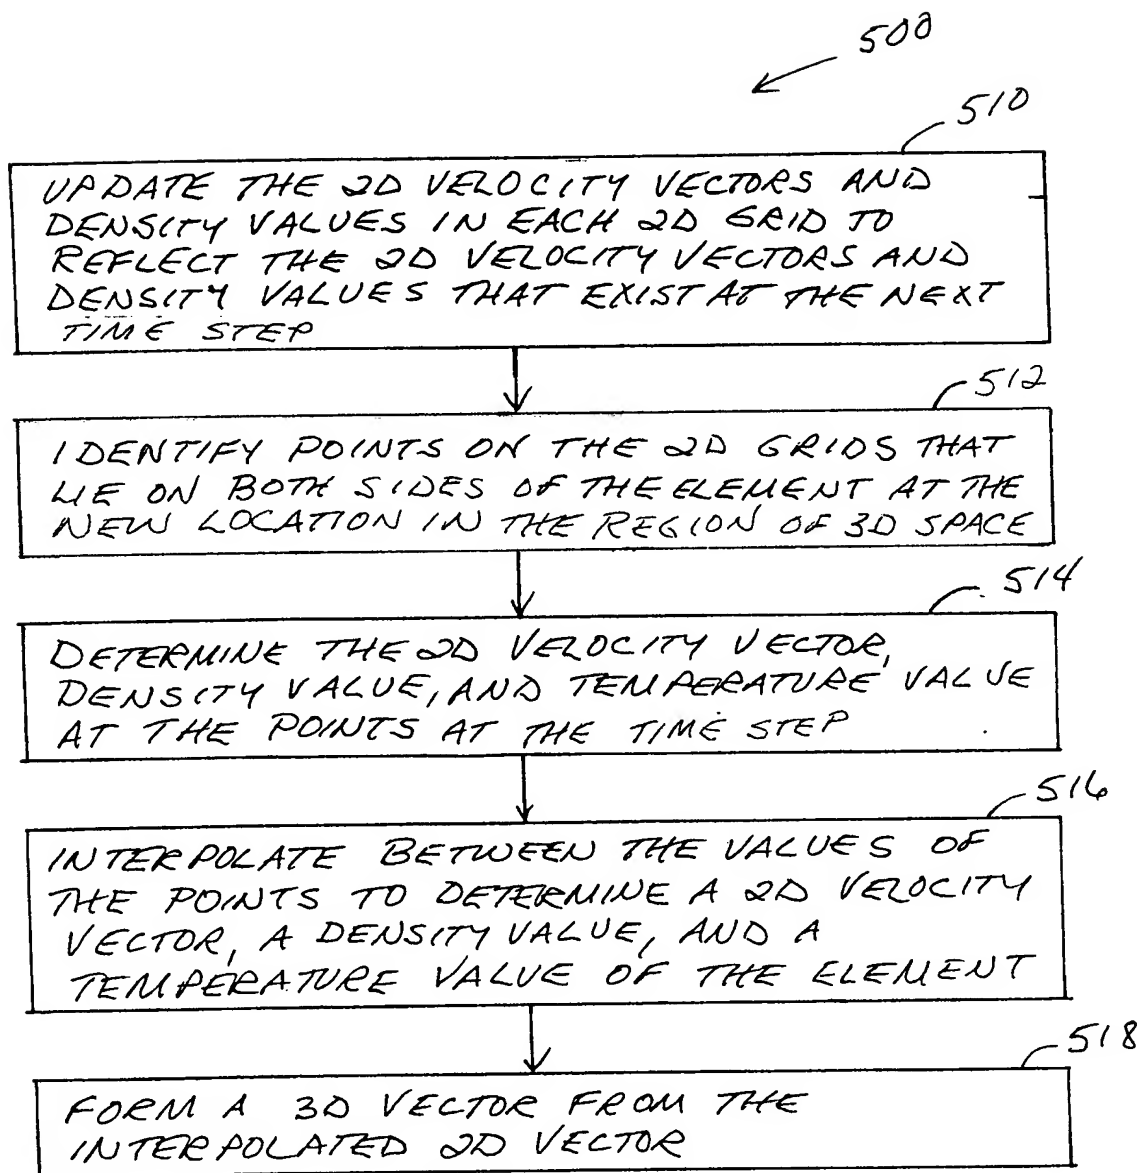 500
510
UPDATE THE 2D VELOCITY VECTORS AND
DENSITY VALUES IN EACH 2D GRID TO
REFLECT THE 2D VELOCITY VECTORS AND
DENSITY VALUES THAT EXIST AT THE NEXT
TIME STEP
512
IDENTIFY POINTS ON THE 2D GRIDS THAT
LIE ON BOTH SIDES OF THE ELEMENT AT THE
NEW LOCATION IN THE REGION OF 3D SPACE
514
DETERMINE THE 2D VELOCITY VECTOR,
DENSITY VALUE, AND TEMPERATURE VALUE
AT THE POINTS AT THE TIME STEP
516
INTERPOLATE BETWEEN THE VALUES OF
THE POINTS TO DETERMINE A 2D VELOCITY
VECTOR, A DENSITY VALUE, AND A
TEMPERATURE VALUE OF THE ELEMENT
518
FORM A 3D VECTOR FROM THE
INTERPOLATED 2D VECTOR